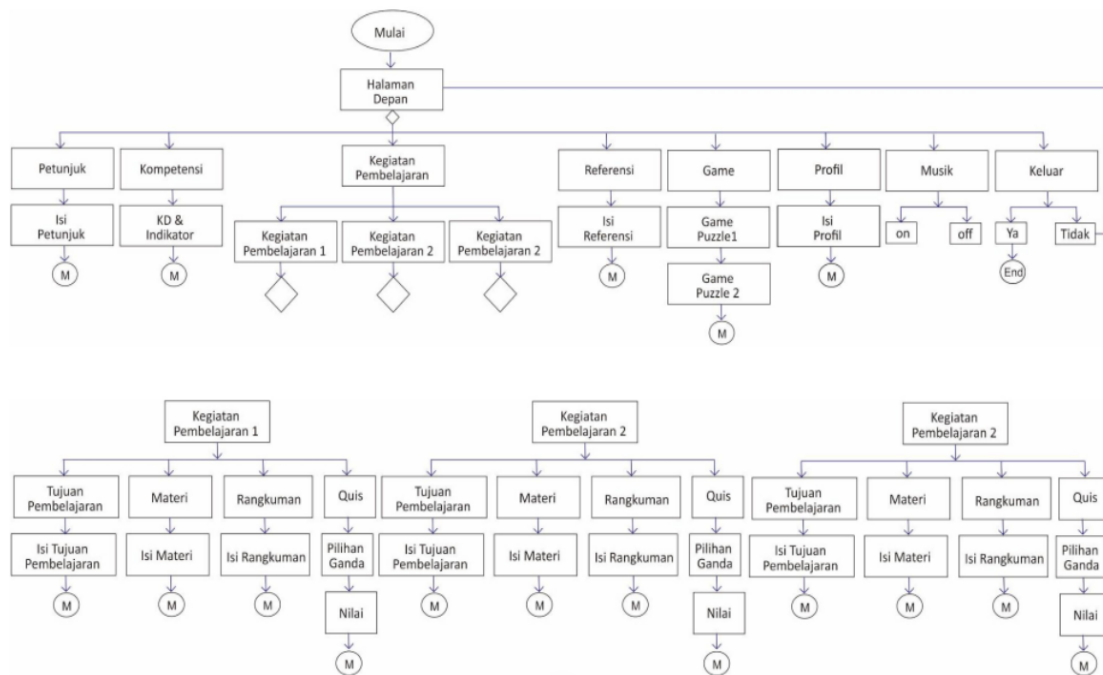 Mulai
Halaman
Depan
Petunjuk
Kompetensi
Kegiatan
Pembelajaran
Referensi
Game
Profil
Musik
Keluar
Isi
Petunjuk
KD &
Indikator
Kegiatan
Pembelajaran 1
Kegiatan
Pembelajaran 2
Kegiatan
Pembelajaran 2
Isi
Referensi
Game
Puzzle1
Isi
Profil
on
off
Ya
Tidak
M
M
M
Game
Puzzle 2
M
End
M
Kegiatan
Pembelajaran 1
Tujuan
Pembelajaran
Materi
Rangkuman
Quis
Isi Tujuan
Pembelajaran
Isi Materi
Isi Rangkuman
Pilihan
Ganda
M
M
M
Nilai
M
Kegiatan
Pembelajaran 2
Tujuan
Pembelajaran
Materi
Rangkuman
Quis
Isi Tujuan
Pembelajaran
Isi Materi
Isi Rangkuman
Pilihan
Ganda
M
M
M
Nilai
M
Kegiatan
Pembelajaran 2
Tujuan
Pembelajaran
Materi
Rangkuman
Quis
Isi Tujuan
Pembelajaran
Isi Materi
Isi Rangkuman
Pilihan
Ganda
M
M
M
Nilai
M